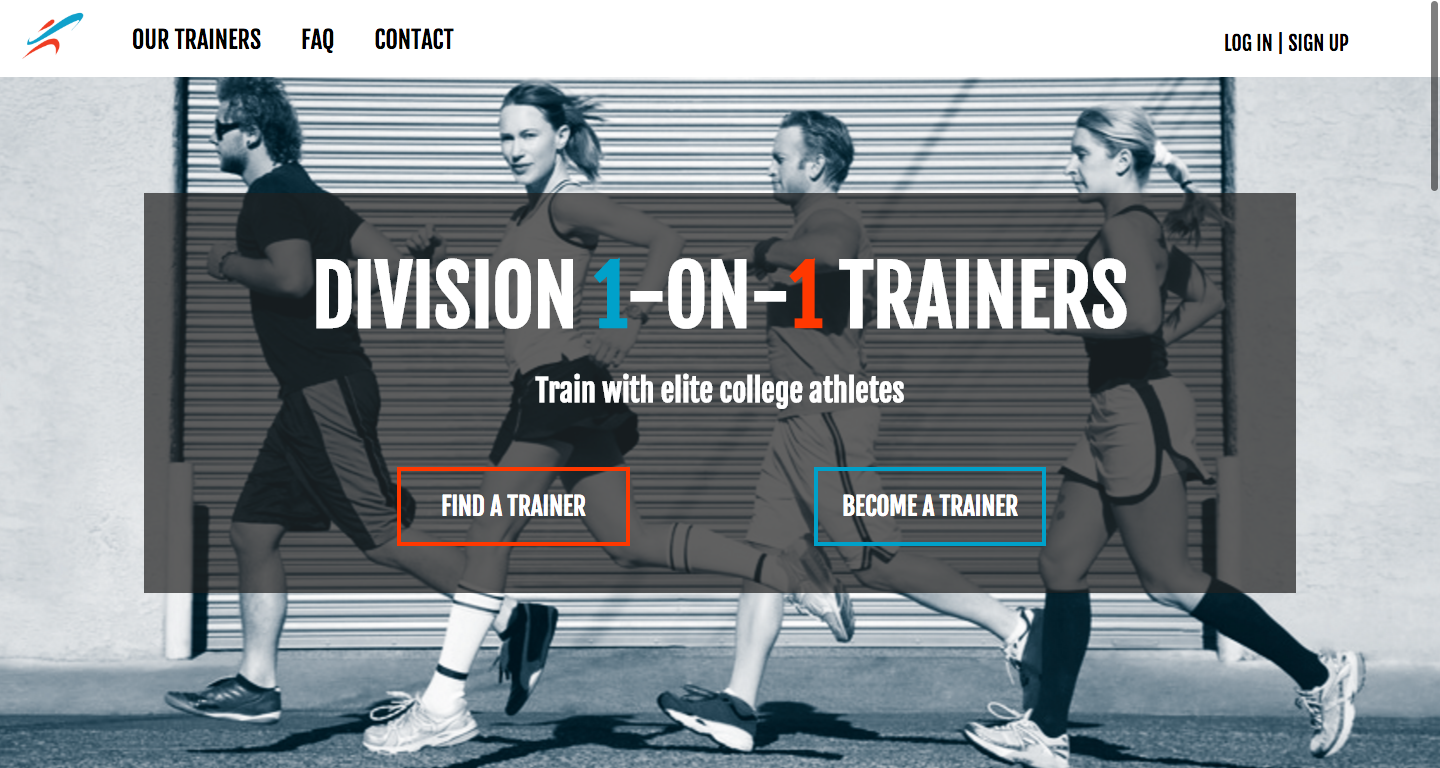 OUR TRAINERS FAQ CONTACT LOG IN | SIGN UP
DIVISION 1-ON-1 TRAINERS
Train with elite college athletes
FIND A TRAINER BECOME A TRAINER